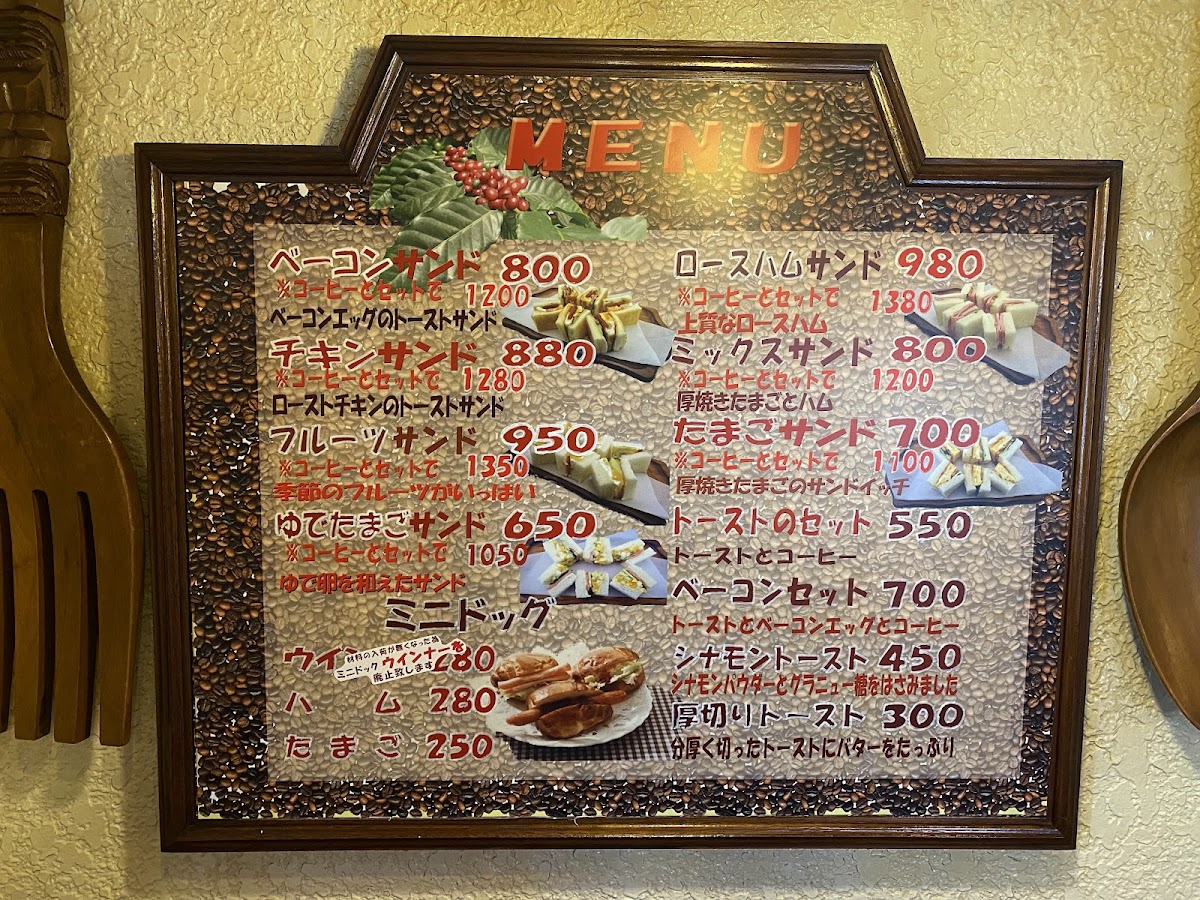 MENU
ベーコンサンド 800
※コーヒーとセットで 1200
ベーコンエッグのトーストサンド
チキンサンド 880
※コーヒーとセットで 1280
ローストチキンのトーストサンド
フルーツサンド 950
※コーヒーとセットで 1350
季節のフルーツがいっぱい
ゆでたまごサンド 650
※コーヒーとセットで 1050
ゆで卵を和えたサンド
ミニドッグ
ウイン 280
材料の入荷が無くなった為
ミニドック ウインナーを
廃止致します
ハム 280
たまご 250
ロースハムサンド 980
※コーヒーとセットで 1380
上質なロースハム
ミックスサンド 800
※コーヒーとセットで 1200
厚焼きたまごとハム
たまごサンド 700
※コーヒーとセットで 1100
厚焼きたまごのサンドイッチ
トーストのセット 550
トーストとコーヒー
ベーコンセット 700
トーストとベーコンエッグとコーヒー
シナモントースト 450
シナモンパウダーとグラニュー糖をはさみました
厚切りトースト 300
分厚く切ったトーストにバターをたっぷり